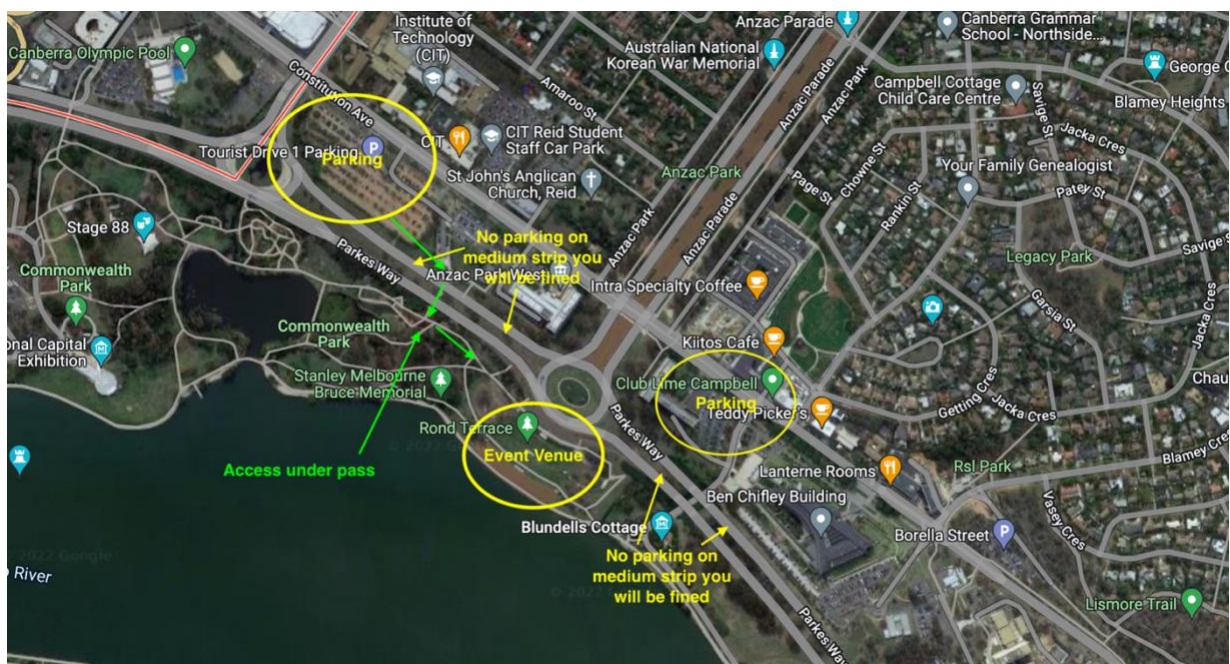 Institute of
Technology
(CIT)
Canberra Olympic Pool
Constitution Ave
Amaroo St
Australian National
Korean War Memorial
Anzac Parade
Anzac Parade
Anzac Park
Canberra Grammar
School - Northside...
George
Campbell Cottage
Child Care Centre
Blamey Heights
Savige St
Jacka Cres
Tourist Drive 1 Parking
Parking
CIT
CIT Reid Student
Staff Car Park
St John's Anglican
Church, Reid
Anzac Park
Page St
Chowne St
Rankin St
Your Family Genealogist
Patey St
Savige S
Stage 88
Commonwealth
Park
Parkes Way
No parking on
medium strip you
will be fined
Anzac Park West
Anzac Park
Anzac Parade
Intra Specialty Coffee
Legacy Park
Garsia St
Jacka Cres
onal Capital
Exhibition
Commonwealth
Park
Kiitos Cafe
Stanley Melbourne
Bruce Memorial
Club Lime Campbell
Parking
Teddy Picker's
Getting Cres
Jacka Cres
Chau
Rond Terrace
Event Venue
Access under pass
Parkes Way
Lanterne Rooms
Rsl Park
Blamey Cres
Ben Chifley Building
Blundells Cottage
Borella Street
Vasey Cres
No parking on
medium strip you
will be fined
River
Parkes Way
Lismore Trail